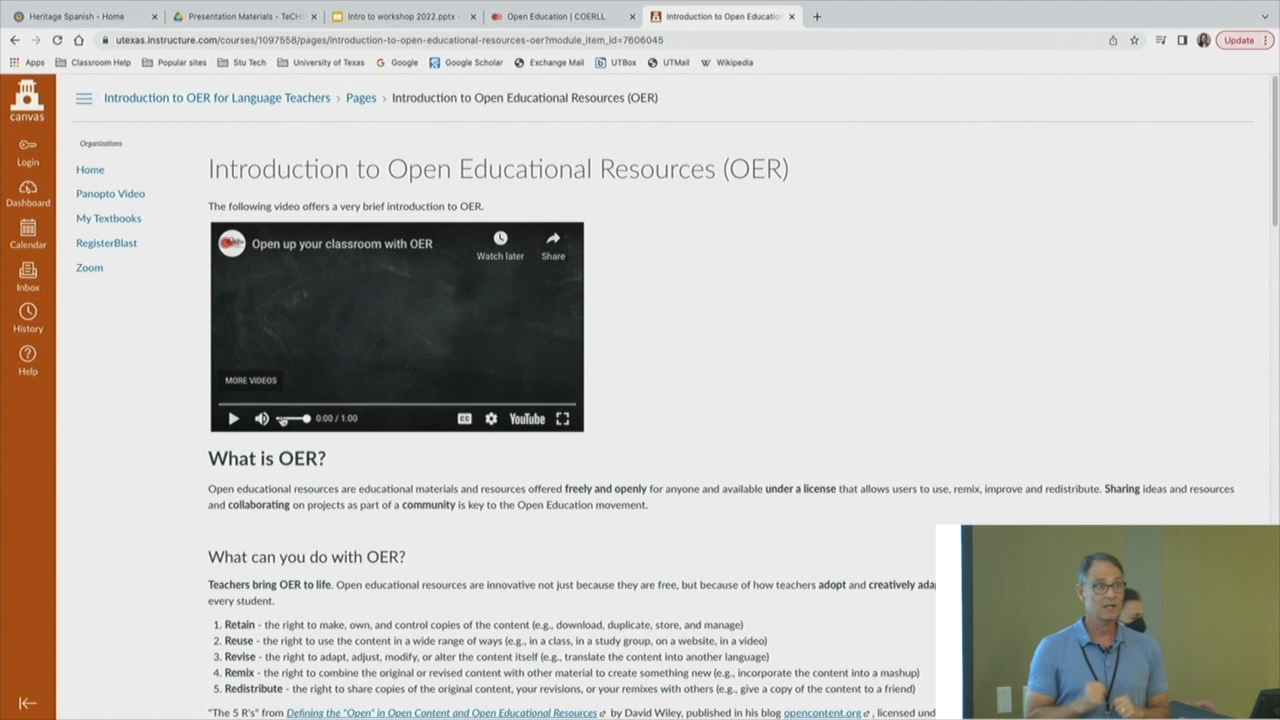 Heritage Spanish - Home
Presentation Materials - TeCH
Intro to workshop 2022.pptx -
Open Education | COERLL
Introduction to Open Educatio
utexas.instructure.com/courses/1097558/pages/introduction-to-open-educational-resources-oer?module_item_id=7606045
Update
Apps
Classroom Help
Popular sites
Stu Tech
University of Texas
Google
Google Scholar
Exchange Mail
UTBox
UTMail
Wikipedia
canvas
Login
Dashboard
Calendar
Inbox
History
Help
Introduction to OER for Language Teachers › Pages › Introduction to Open Educational Resources (OER)
Organizations
Home
Panopto Video
My Textbooks
RegisterBlast
Zoom
Introduction to Open Educational Resources (OER)
The following video offers a very brief introduction to OER.
Open up your classroom with OER
Watch later
Share
MORE VIDEOS
0:00 / 1:00
CC
YouTube
What is OER?
Open educational resources are educational materials and resources offered freely and openly for anyone and available under a license that allows users to use, remix, improve and redistribute. Sharing ideas and resources
and collaborating on projects as part of a community is key to the Open Education movement.
What can you do with OER?
Teachers bring OER to life. Open educational resources are innovative not just because they are free, but because of how teachers adopt and creatively ada
every student.
1. Retain - the right to make, own, and control copies of the content (e.g., download, duplicate, store, and manage)
2. Reuse - the right to use the content in a wide range of ways (e.g., in a class, in a study group, on a website, in a video)
3. Revise - the right to adapt, adjust, modify, or alter the content itself (e.g., translate the content into another language)
4. Remix - the right to combine the original or revised content with other material to create something new (e.g., incorporate the content into a mashup)
5. Redistribute - the right to share copies of the original content, your revisions, or your remixes with others (e.g., give a copy of the content to a friend)
"The 5 R's" from Defining the "Open" in Open Content and Open Educational Resources by David Wiley, published in his blog opencontent.org, licensed und